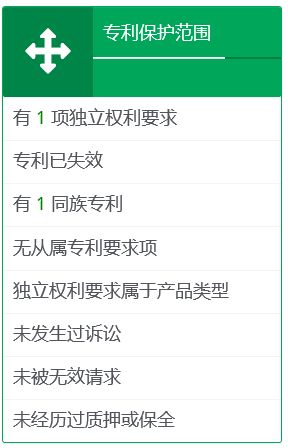 专利保护范围
有 1 项独立权利要求
专利已失效
有 1 同族专利
无从属专利要求项
独立权利要求属于产品类型
未发生过诉讼
未被无效请求
未经历过质押或保全